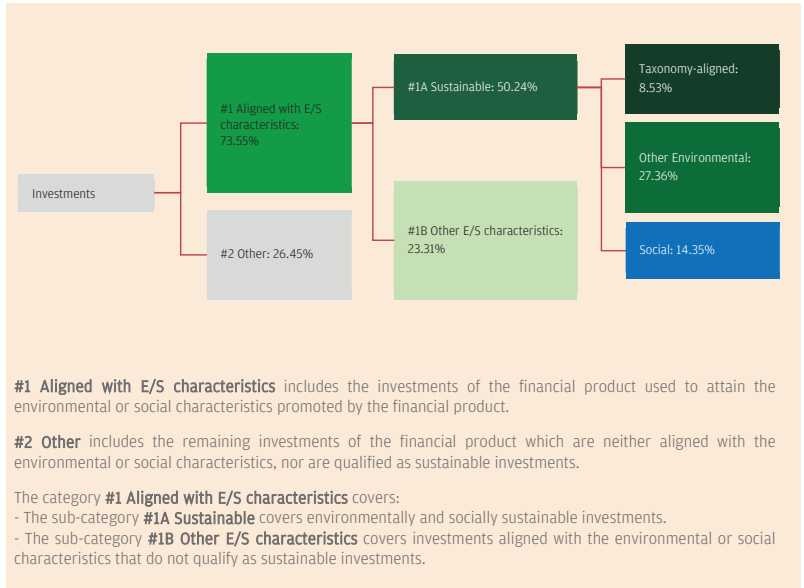 Investments
#1 Aligned with E/S
characteristics:
73.55%
#2 Other: 26.45%
#1A Sustainable: 50.24%
#1B Other E/S characteristics:
23.31%
Taxonomy-aligned:
8.53%
Other Environmental:
27.36%
Social: 14.35%
#1 Aligned with E/S characteristics includes the investments of the financial product used to attain the
environmental or social characteristics promoted by the financial product.
#2 Other includes the remaining investments of the financial product which are neither aligned with the
environmental or social characteristics, nor are qualified as sustainable investments.
The category #1 Aligned with E/S characteristics covers:
- The sub-category #1A Sustainable covers environmentally and socially sustainable investments.
- The sub-category #1B Other E/S characteristics covers investments aligned with the environmental or social
characteristics that do not qualify as sustainable investments.